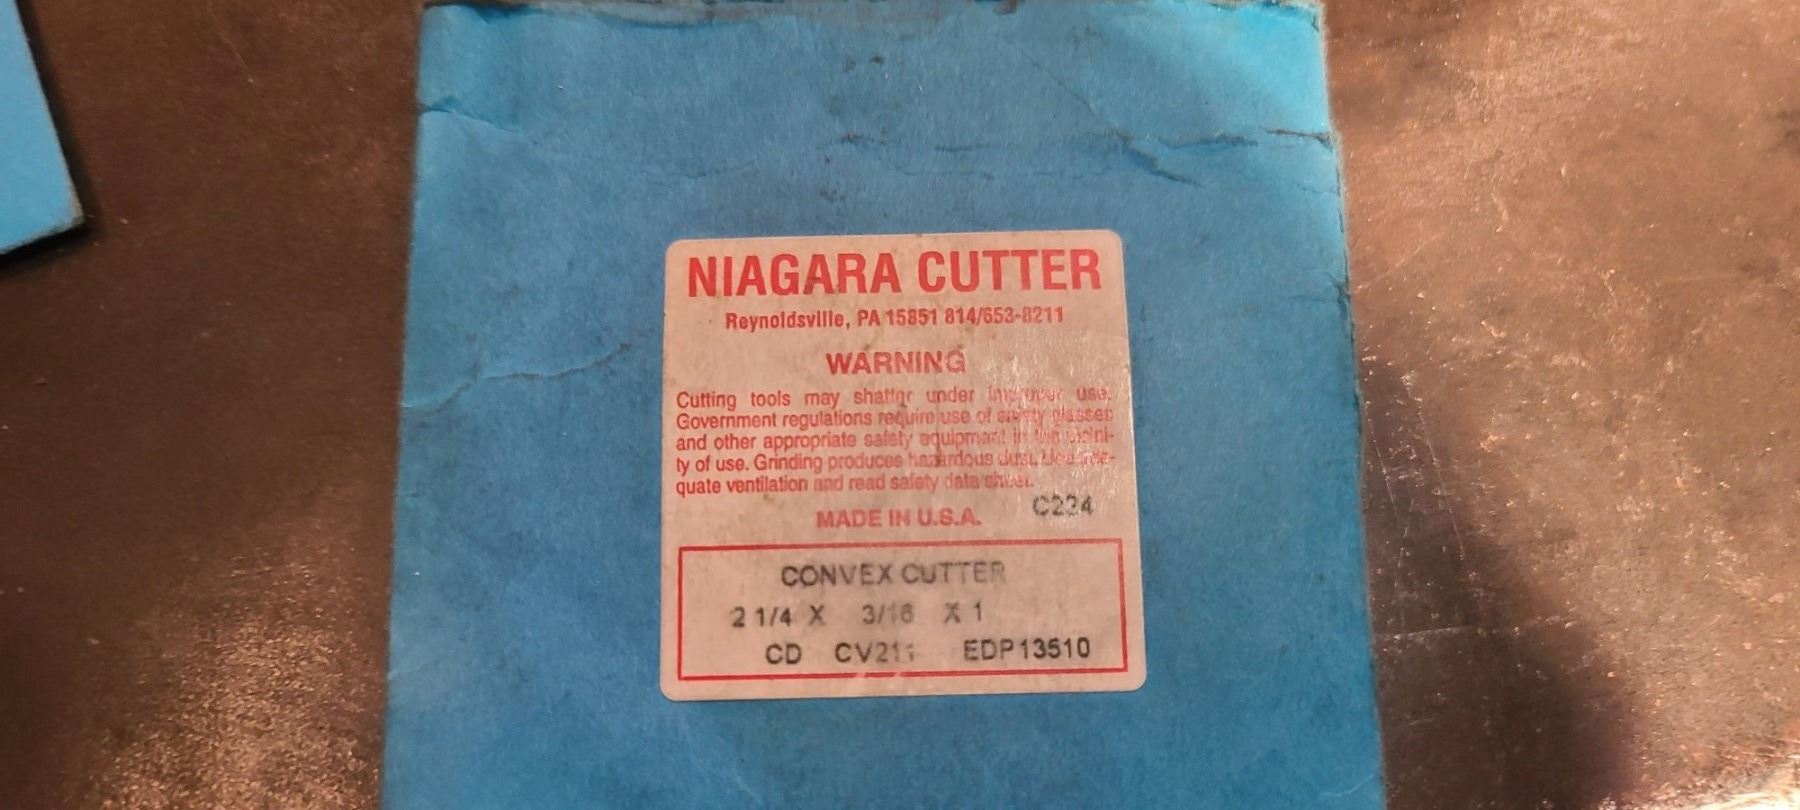 NIAGARA CUTTER
Reynoldsville, PA 15851 814/653-8211
WARNING
Cutting tools may shatter under improper use.
Government regulations require use of safety glasses
and other appropriate safety equipment in the vicini-
ty of use. Grinding produces hazardous dust. Use ade-
quate ventilation and read safety data sheet.
C224
MADE IN U.S.A.
CONVEX CUTTER
2 1/4 X 3/16 X 1
CD EDP13510